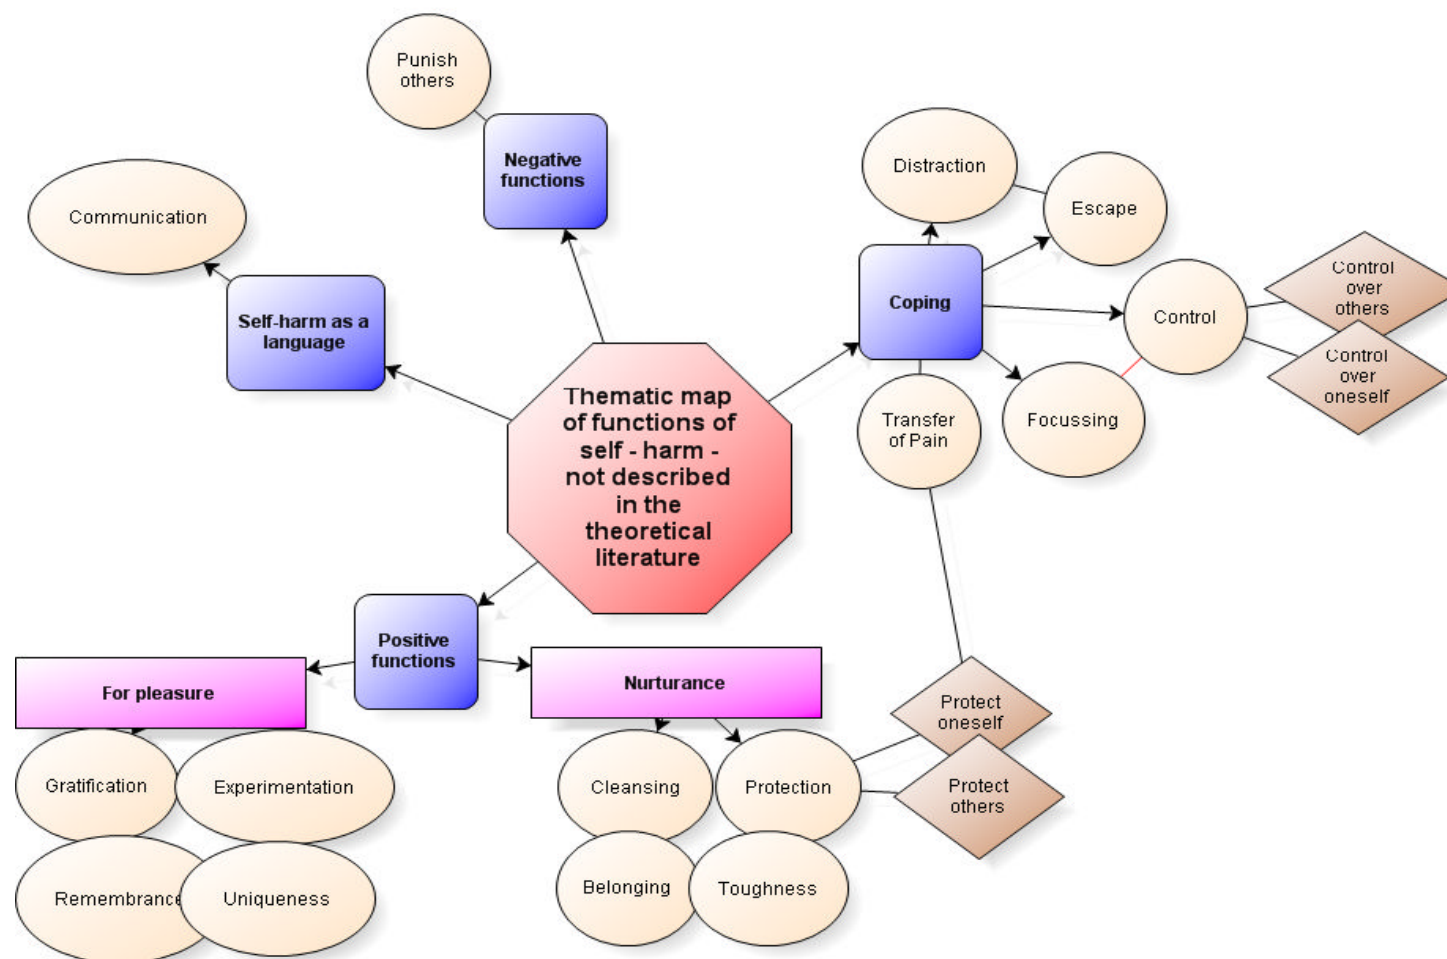 Punish
others
Negative
functions
Communication
Self-harm as a
language
Distraction
Escape
Coping
Control
Control
over
others
Control
over
oneself
Transfer
of Pain
Focussing
Thematic map
of functions of
self - harm -
not described
in the
theoretical
literature
Positive
functions
For pleasure
Nurturance
Gratification
Experimentation
Remembrance
Uniqueness
Cleansing
Protection
Belonging
Toughness
Protect
oneself
Protect
others